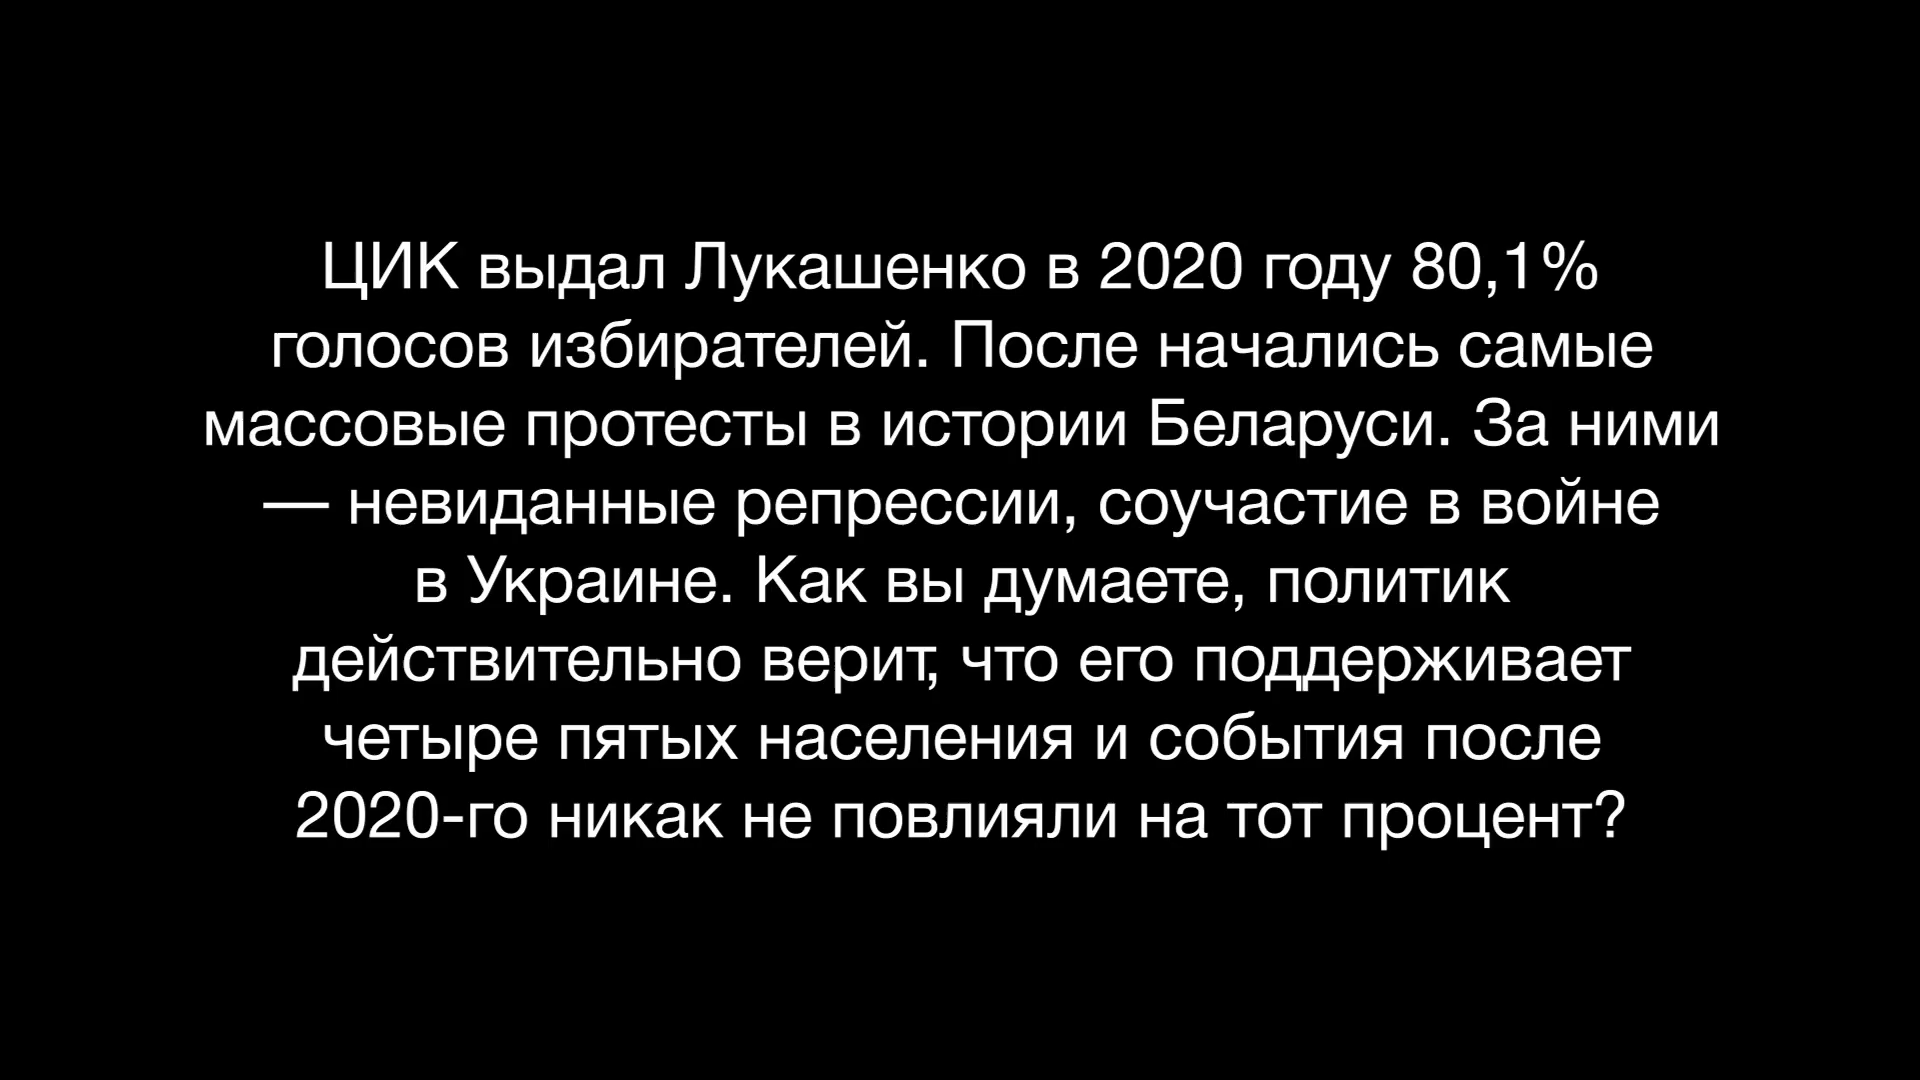 ЦИК выдал Лукашенко в 2020 году 80,1%
голосов избирателей. После начались самые
массовые протесты в истории Беларуси. За ними
— невиданные репрессии, соучастие в войне
в Украине. Как вы думаете, политик
действительно верит, что его поддерживает
четыре пятых населения и события после
2020-го никак не повлияли на тот процент?